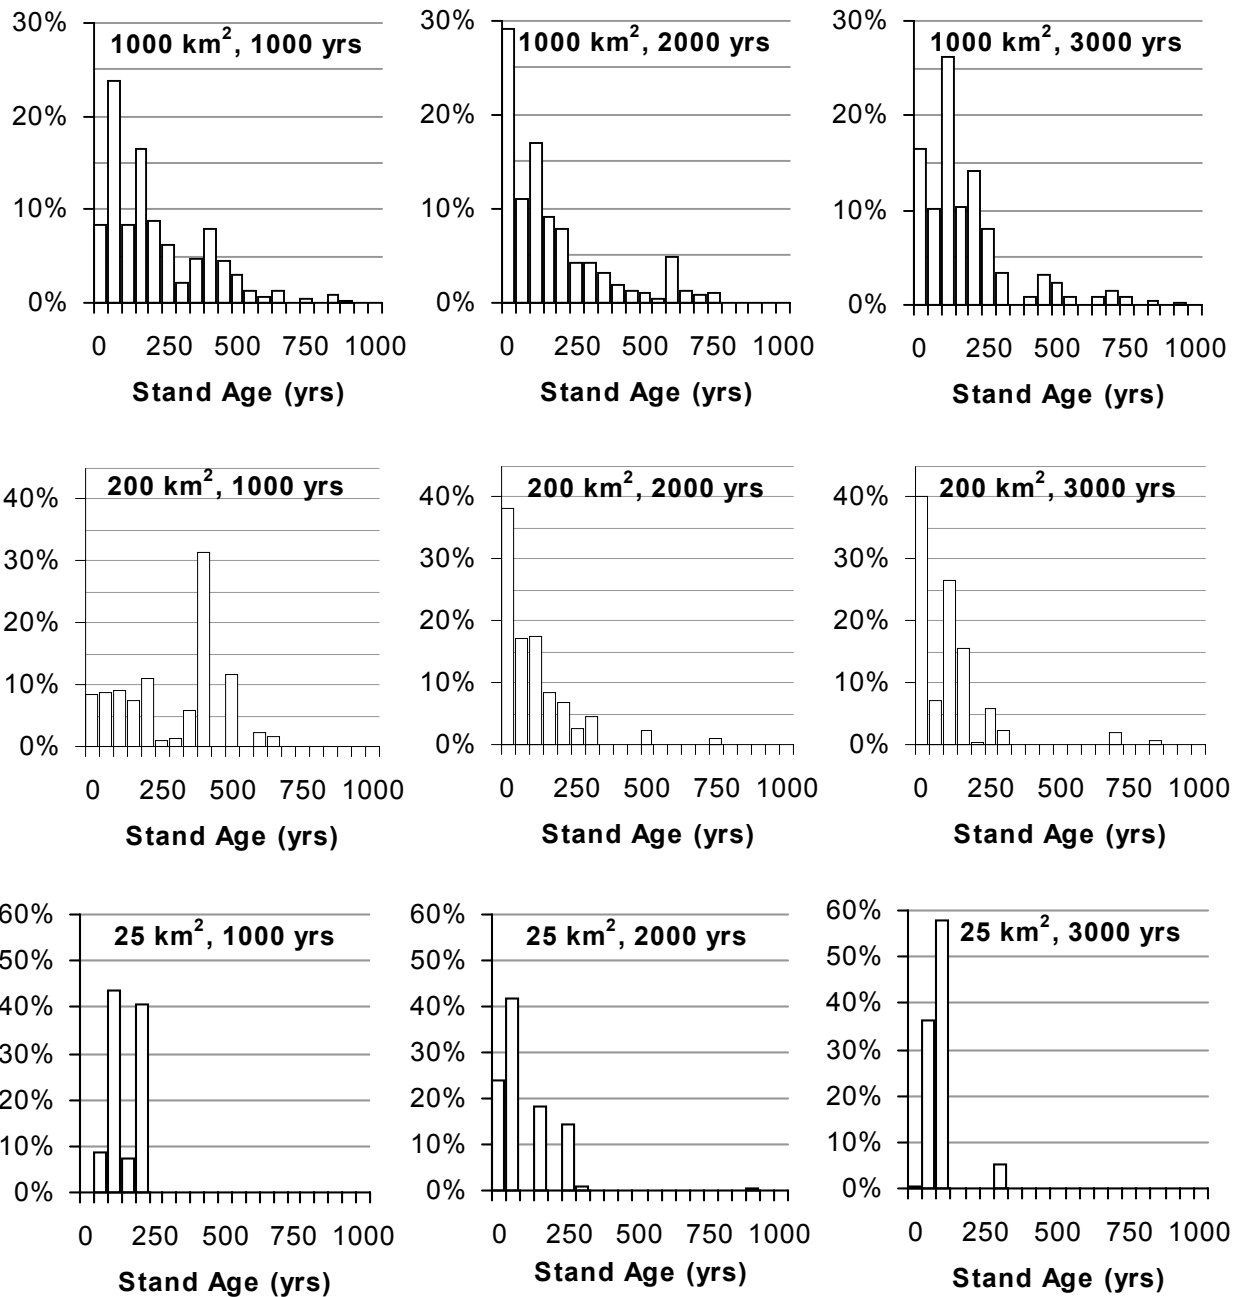 1000 km², 1000 yrs
30%
20%
10%
0%
0 250 500 750 1000
Stand Age (yrs)
1000 km², 2000 yrs
30%
20%
10%
0%
0 250 500 750 1000
Stand Age (yrs)
1000 km², 3000 yrs
30%
20%
10%
0%
0 250 500 750 1000
Stand Age (yrs)
200 km², 1000 yrs
40%
30%
20%
10%
0%
0 250 500 750 1000
Stand Age (yrs)
200 km², 2000 yrs
40%
30%
20%
10%
0%
0 250 500 750 1000
Stand Age (yrs)
200 km², 3000 yrs
40%
30%
20%
10%
0%
0 250 500 750 1000
Stand Age (yrs)
25 km², 1000 yrs
60%
50%
40%
30%
20%
10%
0%
0 250 500 750 1000
Stand Age (yrs)
25 km², 2000 yrs
60%
50%
40%
30%
20%
10%
0%
0 250 500 750 1000
Stand Age (yrs)
25 km², 3000 yrs
60%
50%
40%
30%
20%
10%
0%
0 250 500 750 1000
Stand Age (yrs)